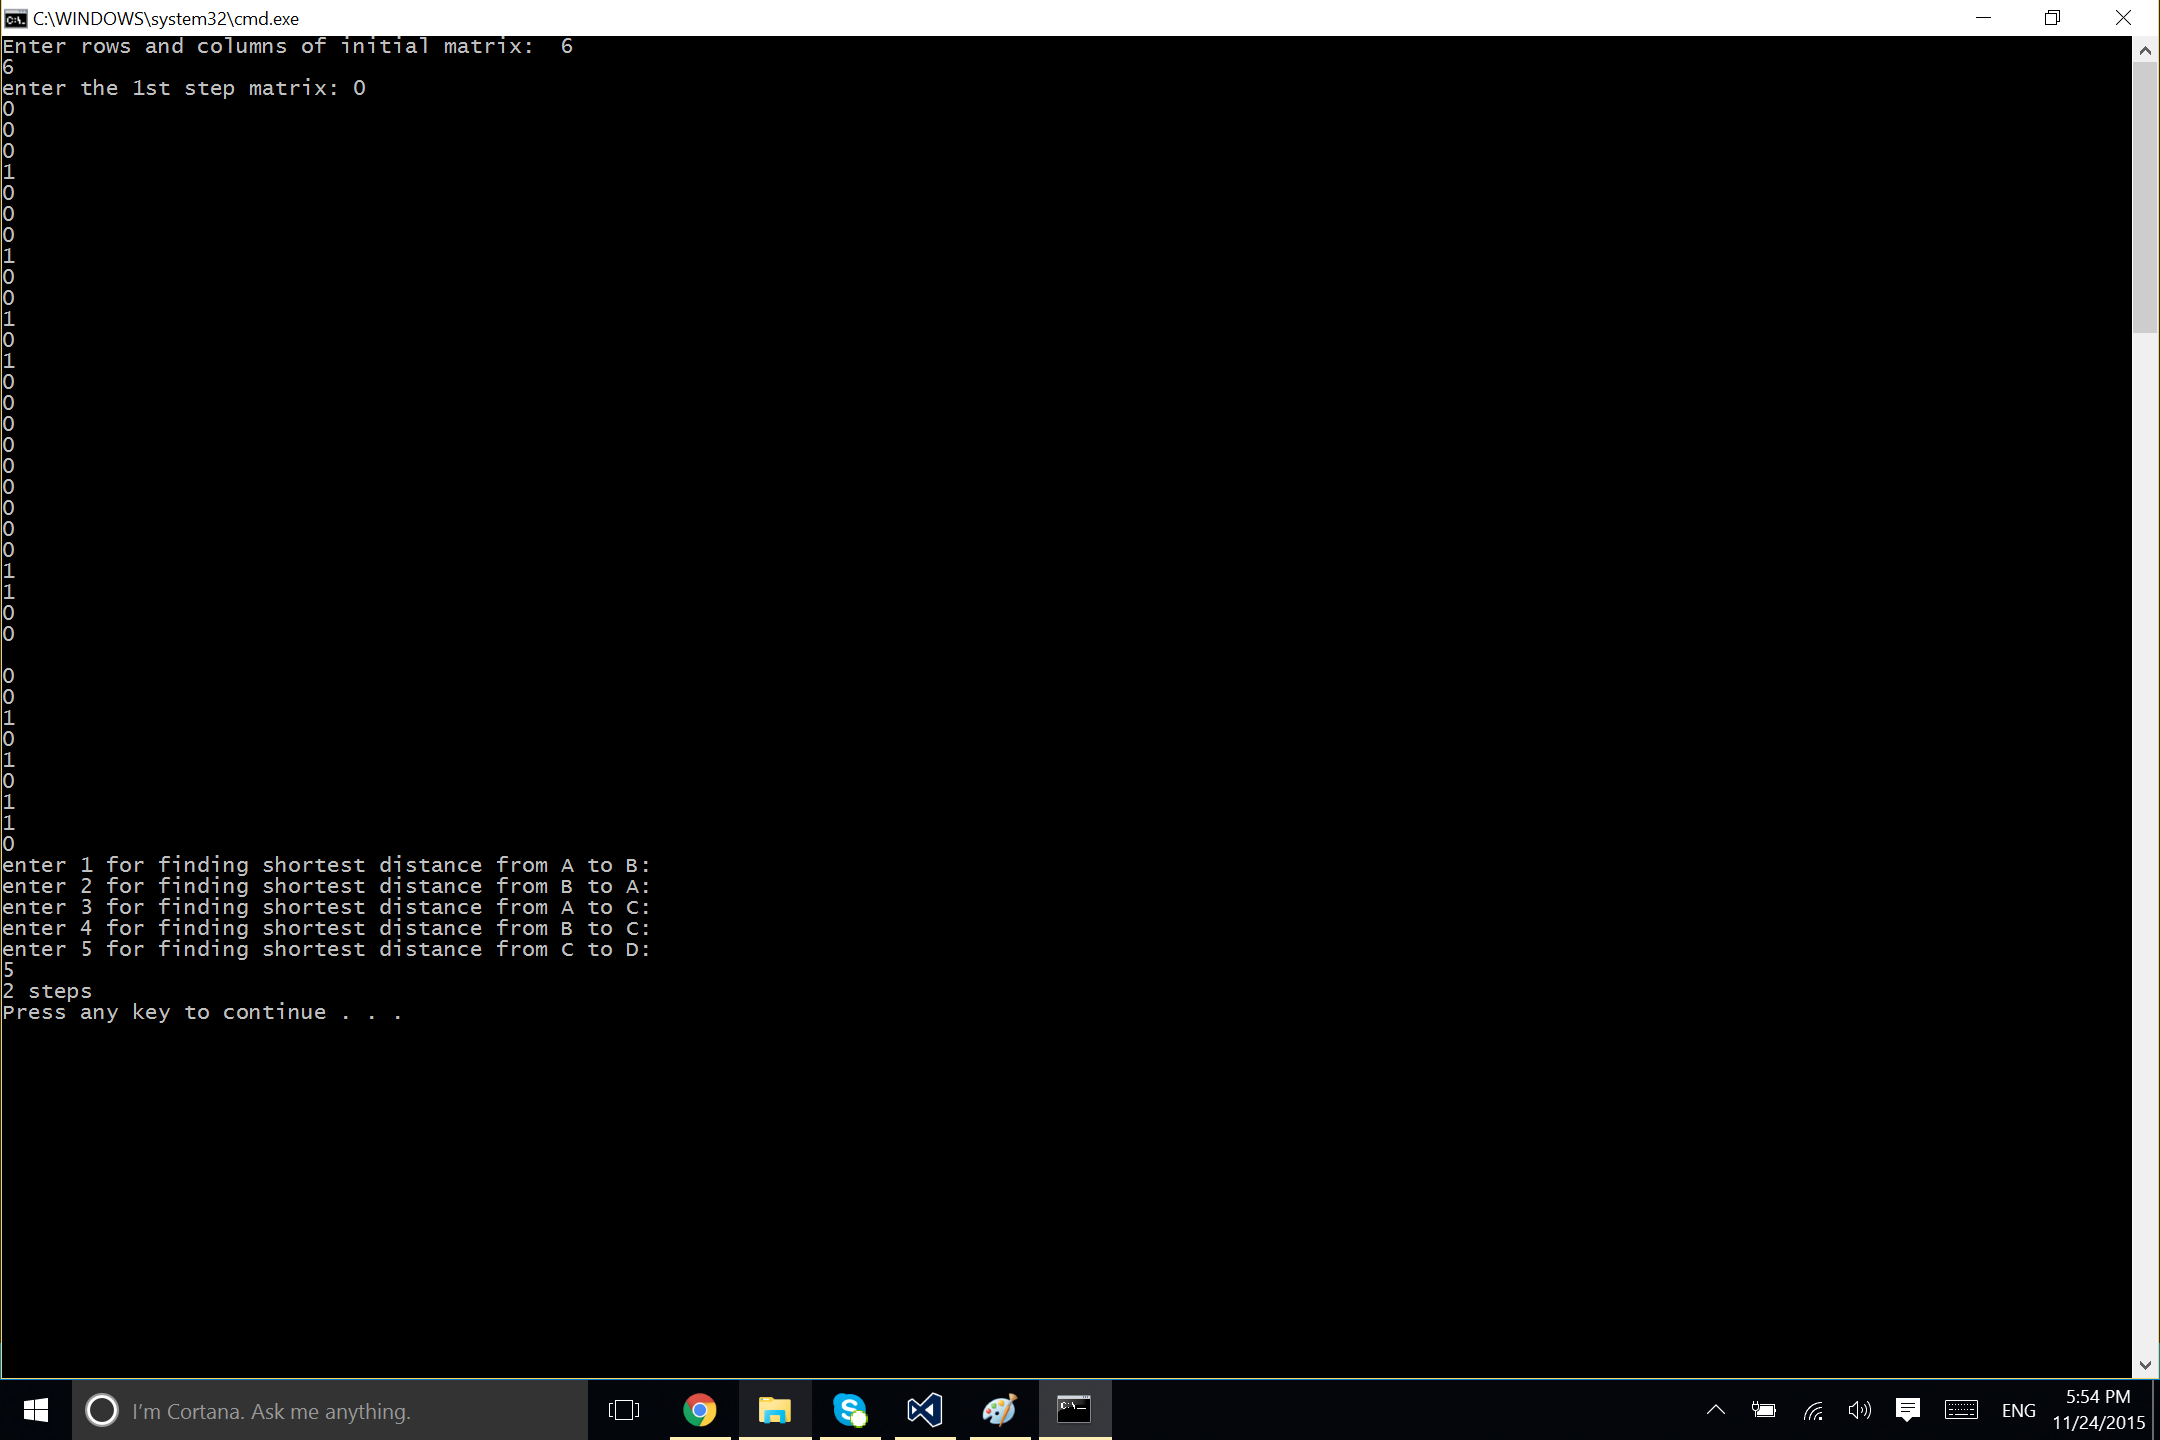 C:\WINDOWS\system32\cmd.exe
Enter rows and columns of initial matrix:  6
6
enter the 1st step matrix: 0
0
0
0
1
0
0
0
1
0
0
1
0
1
0
0
0
0
0
0
0
0
0
1
1
0
0

0
0
1
0
1
0
1
1
0
enter 1 for finding shortest distance from A to B:
enter 2 for finding shortest distance from B to A:
enter 3 for finding shortest distance from A to C:
enter 4 for finding shortest distance from B to C:
enter 5 for finding shortest distance from C to D:
5
2 steps
Press any key to continue . . .
I'm Cortana. Ask me anything.
ENG
5:54 PM
11/24/2015